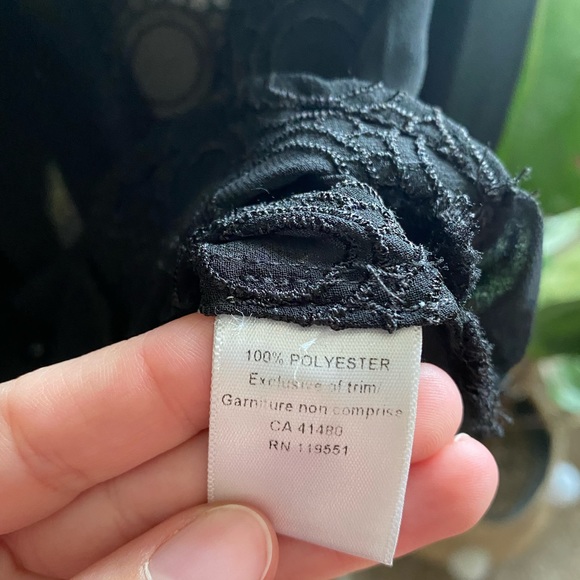 100% POLYESTER
Exclusive of trim/
Garniture non comprise
CA 41480
RN 119551